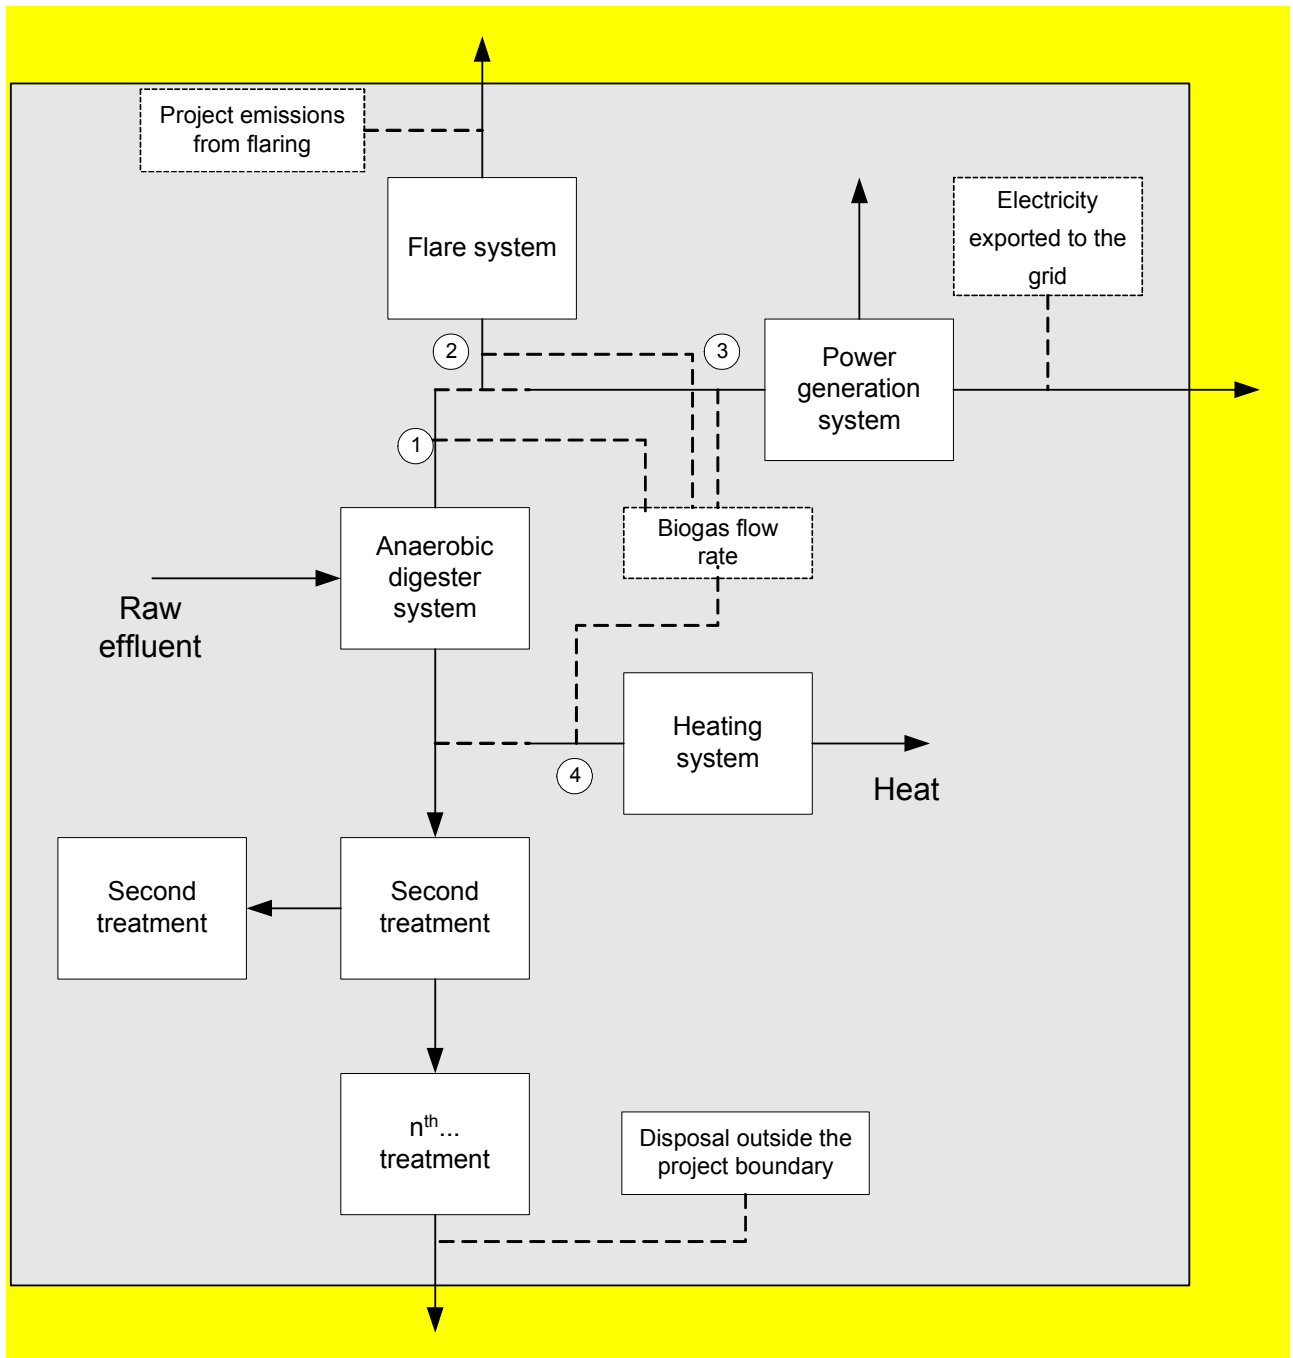 Project emissions
from flaring
Flare system
Electricity
exported to the
grid
2
3
Power
generation
system
1
Biogas flow
rate
Anaerobic
digester
system
Raw
effluent
Heating
system
4
Heat
Second
treatment
Second
treatment
nth...
treatment
Disposal outside the
project boundary